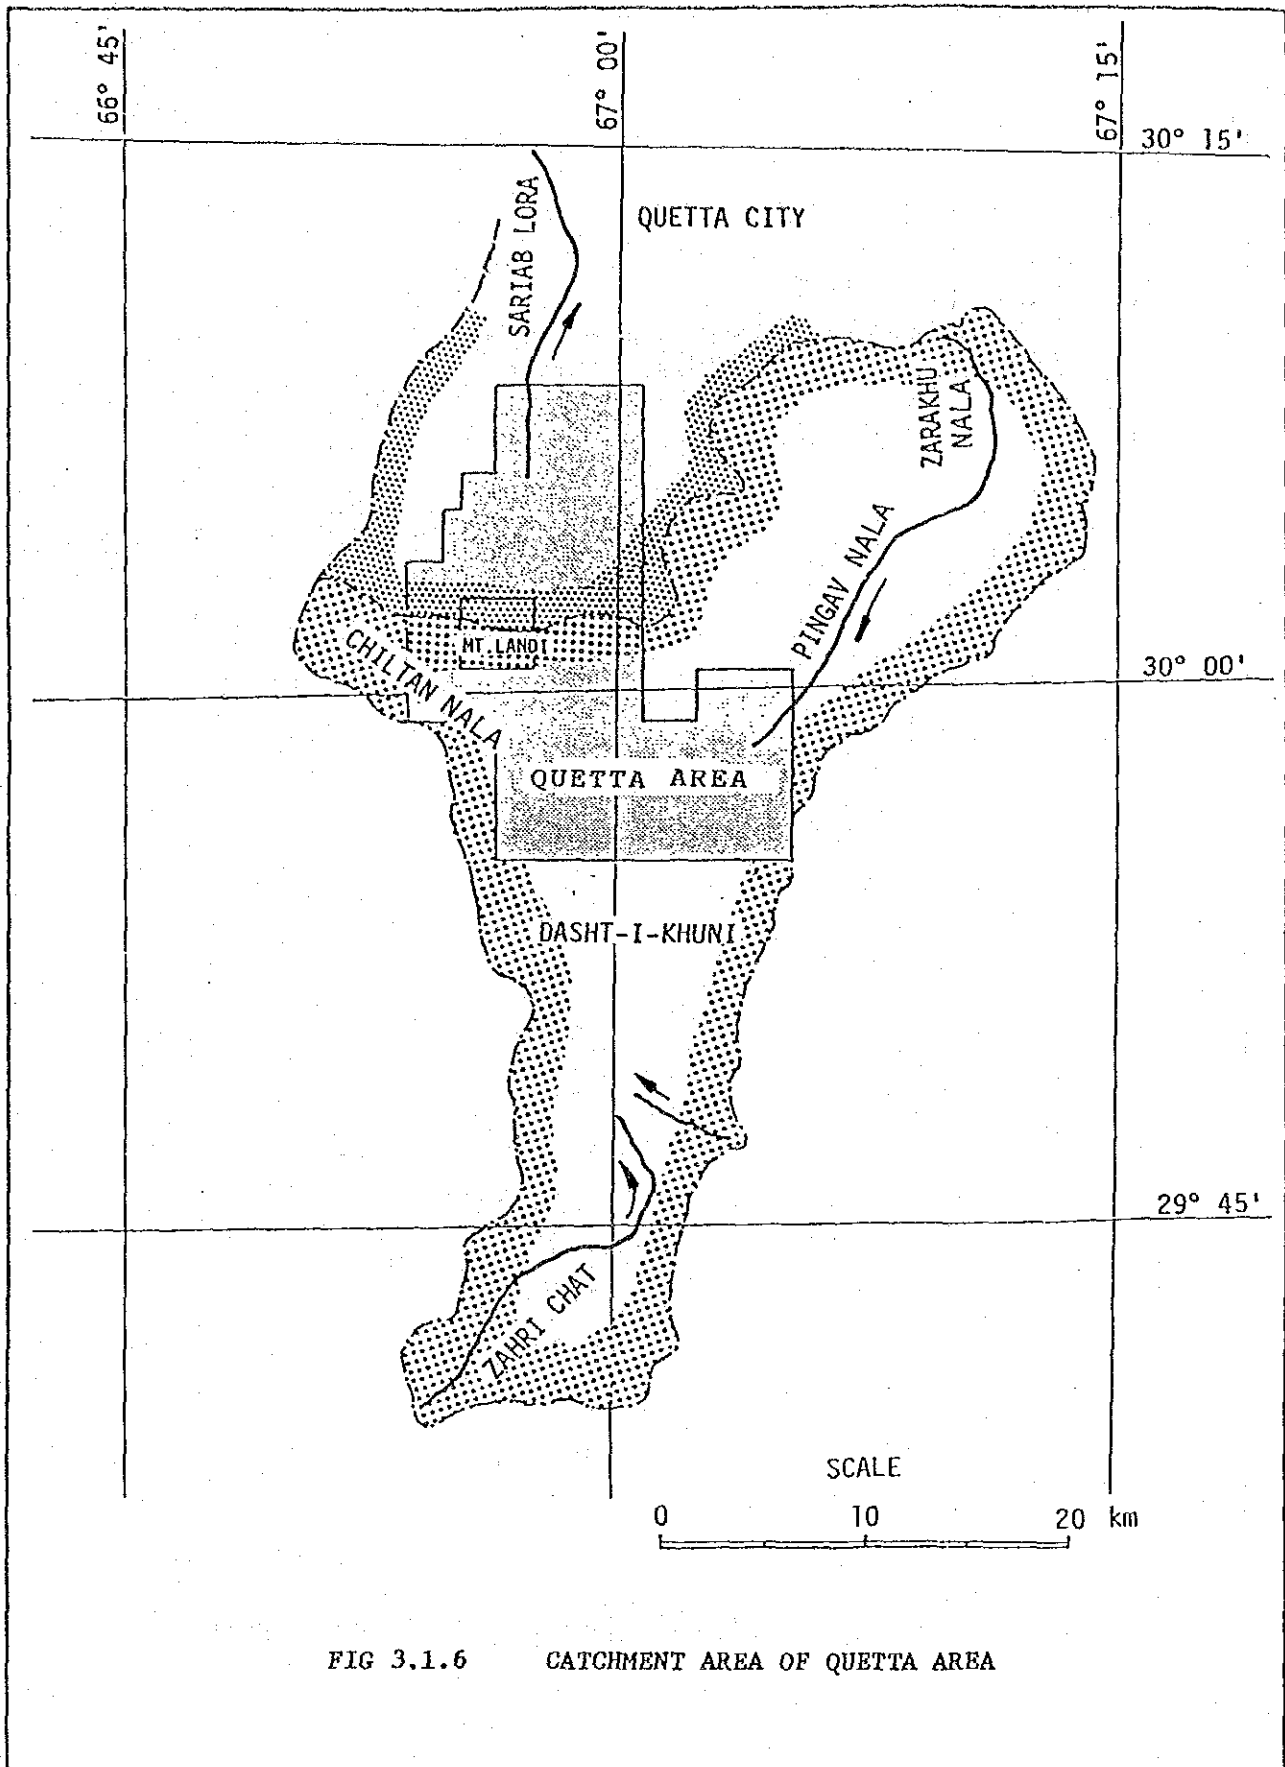 66° 45'
67° 00'
67° 15'
30° 15'
SARIAB LORA
QUETTA CITY
ZARAKHU
NALA
PINGAV NALA
MT LANDI
CHILTAN NALA
30° 00'
QUETTA AREA
DASHT-I-KHUNI
29° 45'
ZAHRI CHAT
SCALE
0 10 20 km
FIG 3.1.6 CATCHMENT AREA OF QUETTA AREA